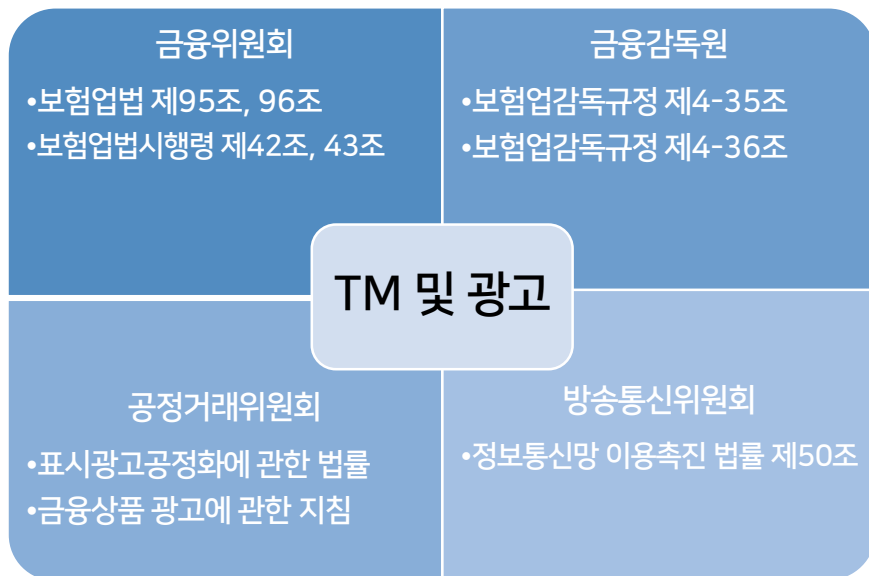 금융위원회
•보험업법 제95조, 96조
•보험업법시행령 제42조, 43조
금융감독원
•보험업감독규정 제4-35조
•보험업감독규정 제4-36조
TM 및 광고
공정거래위원회
•표시광고공정화에 관한 법률
•금융상품 광고에 관한 지침
방송통신위원회
•정보통신망 이용촉진 법률 제50조